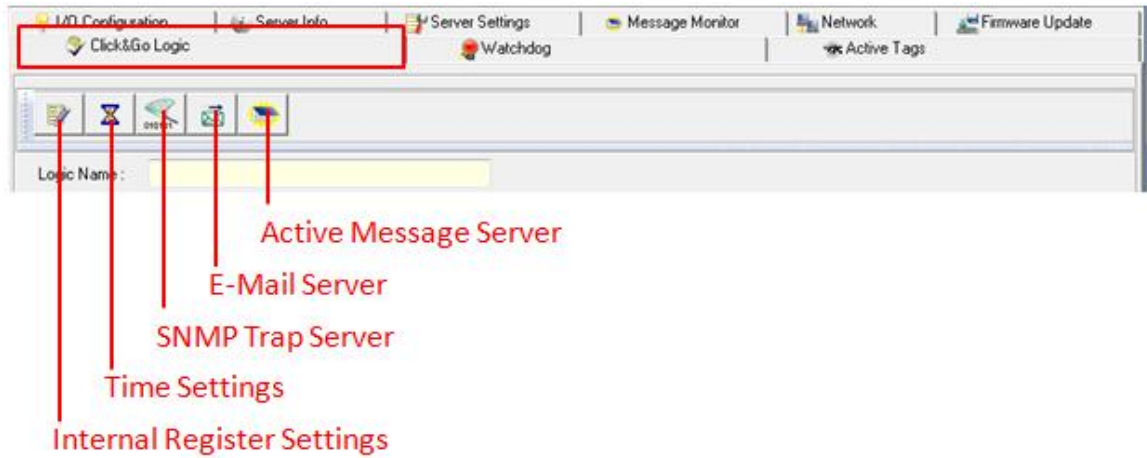 I/O Configuration Server Info Server Settings Message Monitor Network Firmware Update
Click&Go Logic Watchdog Active Tags
Logic Name :
Active Message Server
E-Mail Server
SNMP Trap Server
Time Settings
Internal Register Settings